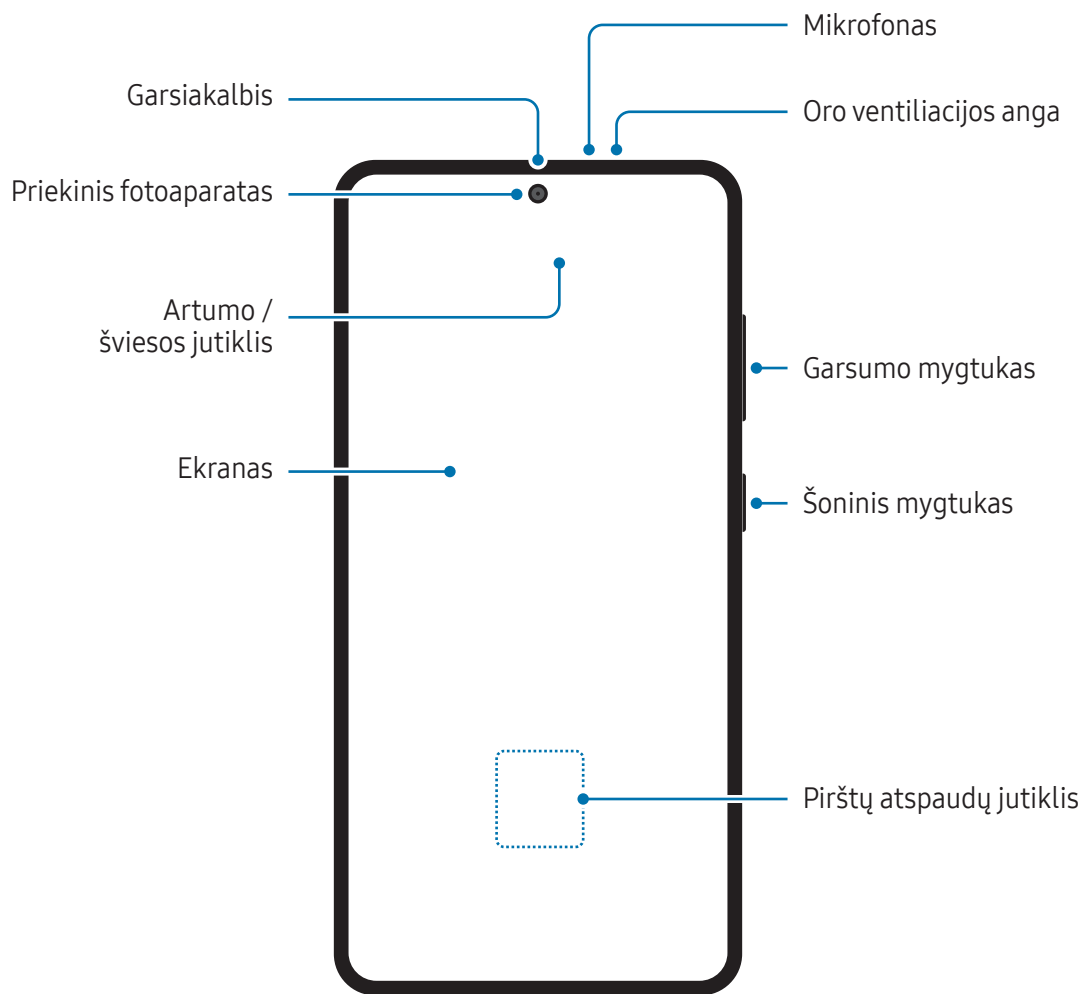 Mikrofonas
Garsiakalbis
Oro ventiliacijos anga
Priekinis fotoaparatas
Artumo /
šviesos jutiklis
Garsumo mygtukas
Ekranas
Šoninis mygtukas
Pirštų atspaudų jutiklis